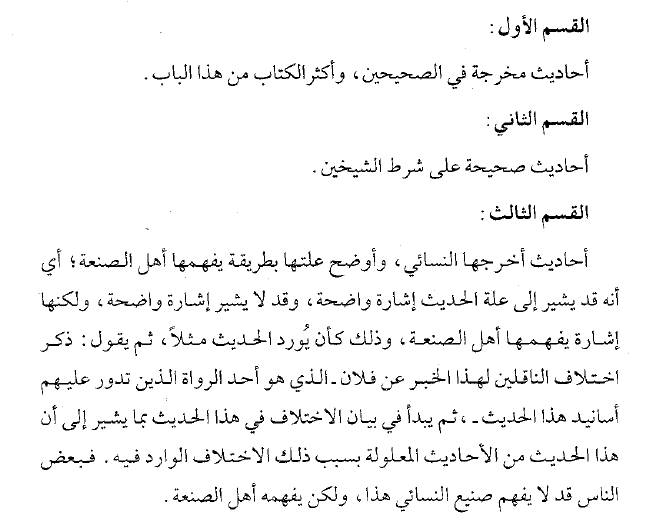 القسم الأول :
أحاديث مخرجة في الصحيحين ، وأكثر الكتاب من هذا الباب .
القسم الثاني :
أحاديث صحيحة على شرط الشيخين .
القسم الثالث :
أحاديث أخرجها النسائي ، وأوضح علتها بطريقة يفهمها أهل الصنعة ؛ أي
أنه قد يشير إلى علة الحديث إشارة واضحة ، وقد لا يشير إشارة واضحة ، ولكنها
إشارة يفهمها أهل الصنعة ، وذلك كأن يُورد الحديث مثلاً ، ثم يقول : ذكر
اختلاف الناقلين لهذا الخبر عن فلان ـ الذي هو أحد الرواة الذين تدور عليهم
أسانيد هذا الحديث ـ ، ثم يبدأ في بيان الاختلاف في هذا الحديث بما يشير إلى أن
هذا الحديث من الأحاديث المعلولة بسبب ذلك الاختلاف الوارد فيه . فبعض
الناس قد لا يفهم صنيع النسائي هذا ، ولكن يفهمه أهل الصنعة .